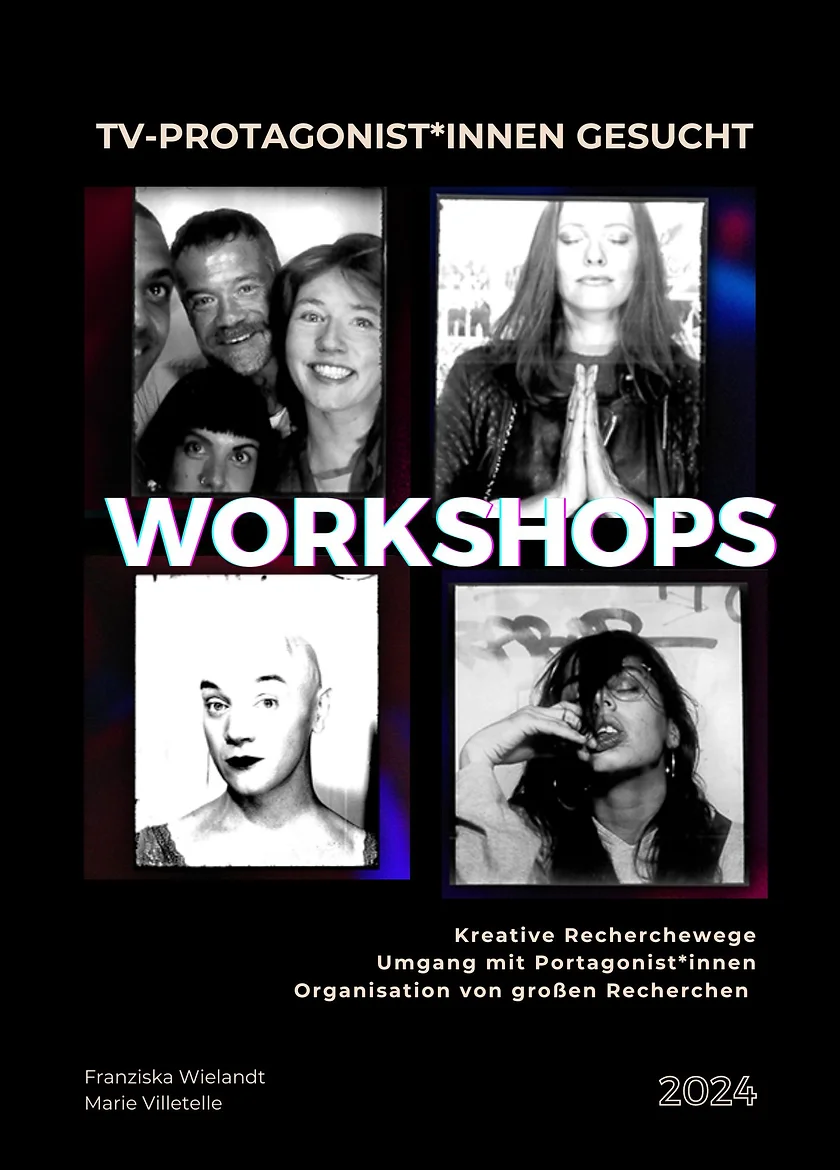 TV-PROTAGONIST*INNEN GESUCHT
WORKSHOPS
Kreative Recherchewege
Umgang mit Portagonist*innen
Organisation von großen Recherchen
Franziska Wielandt
Marie Villetelle
2024